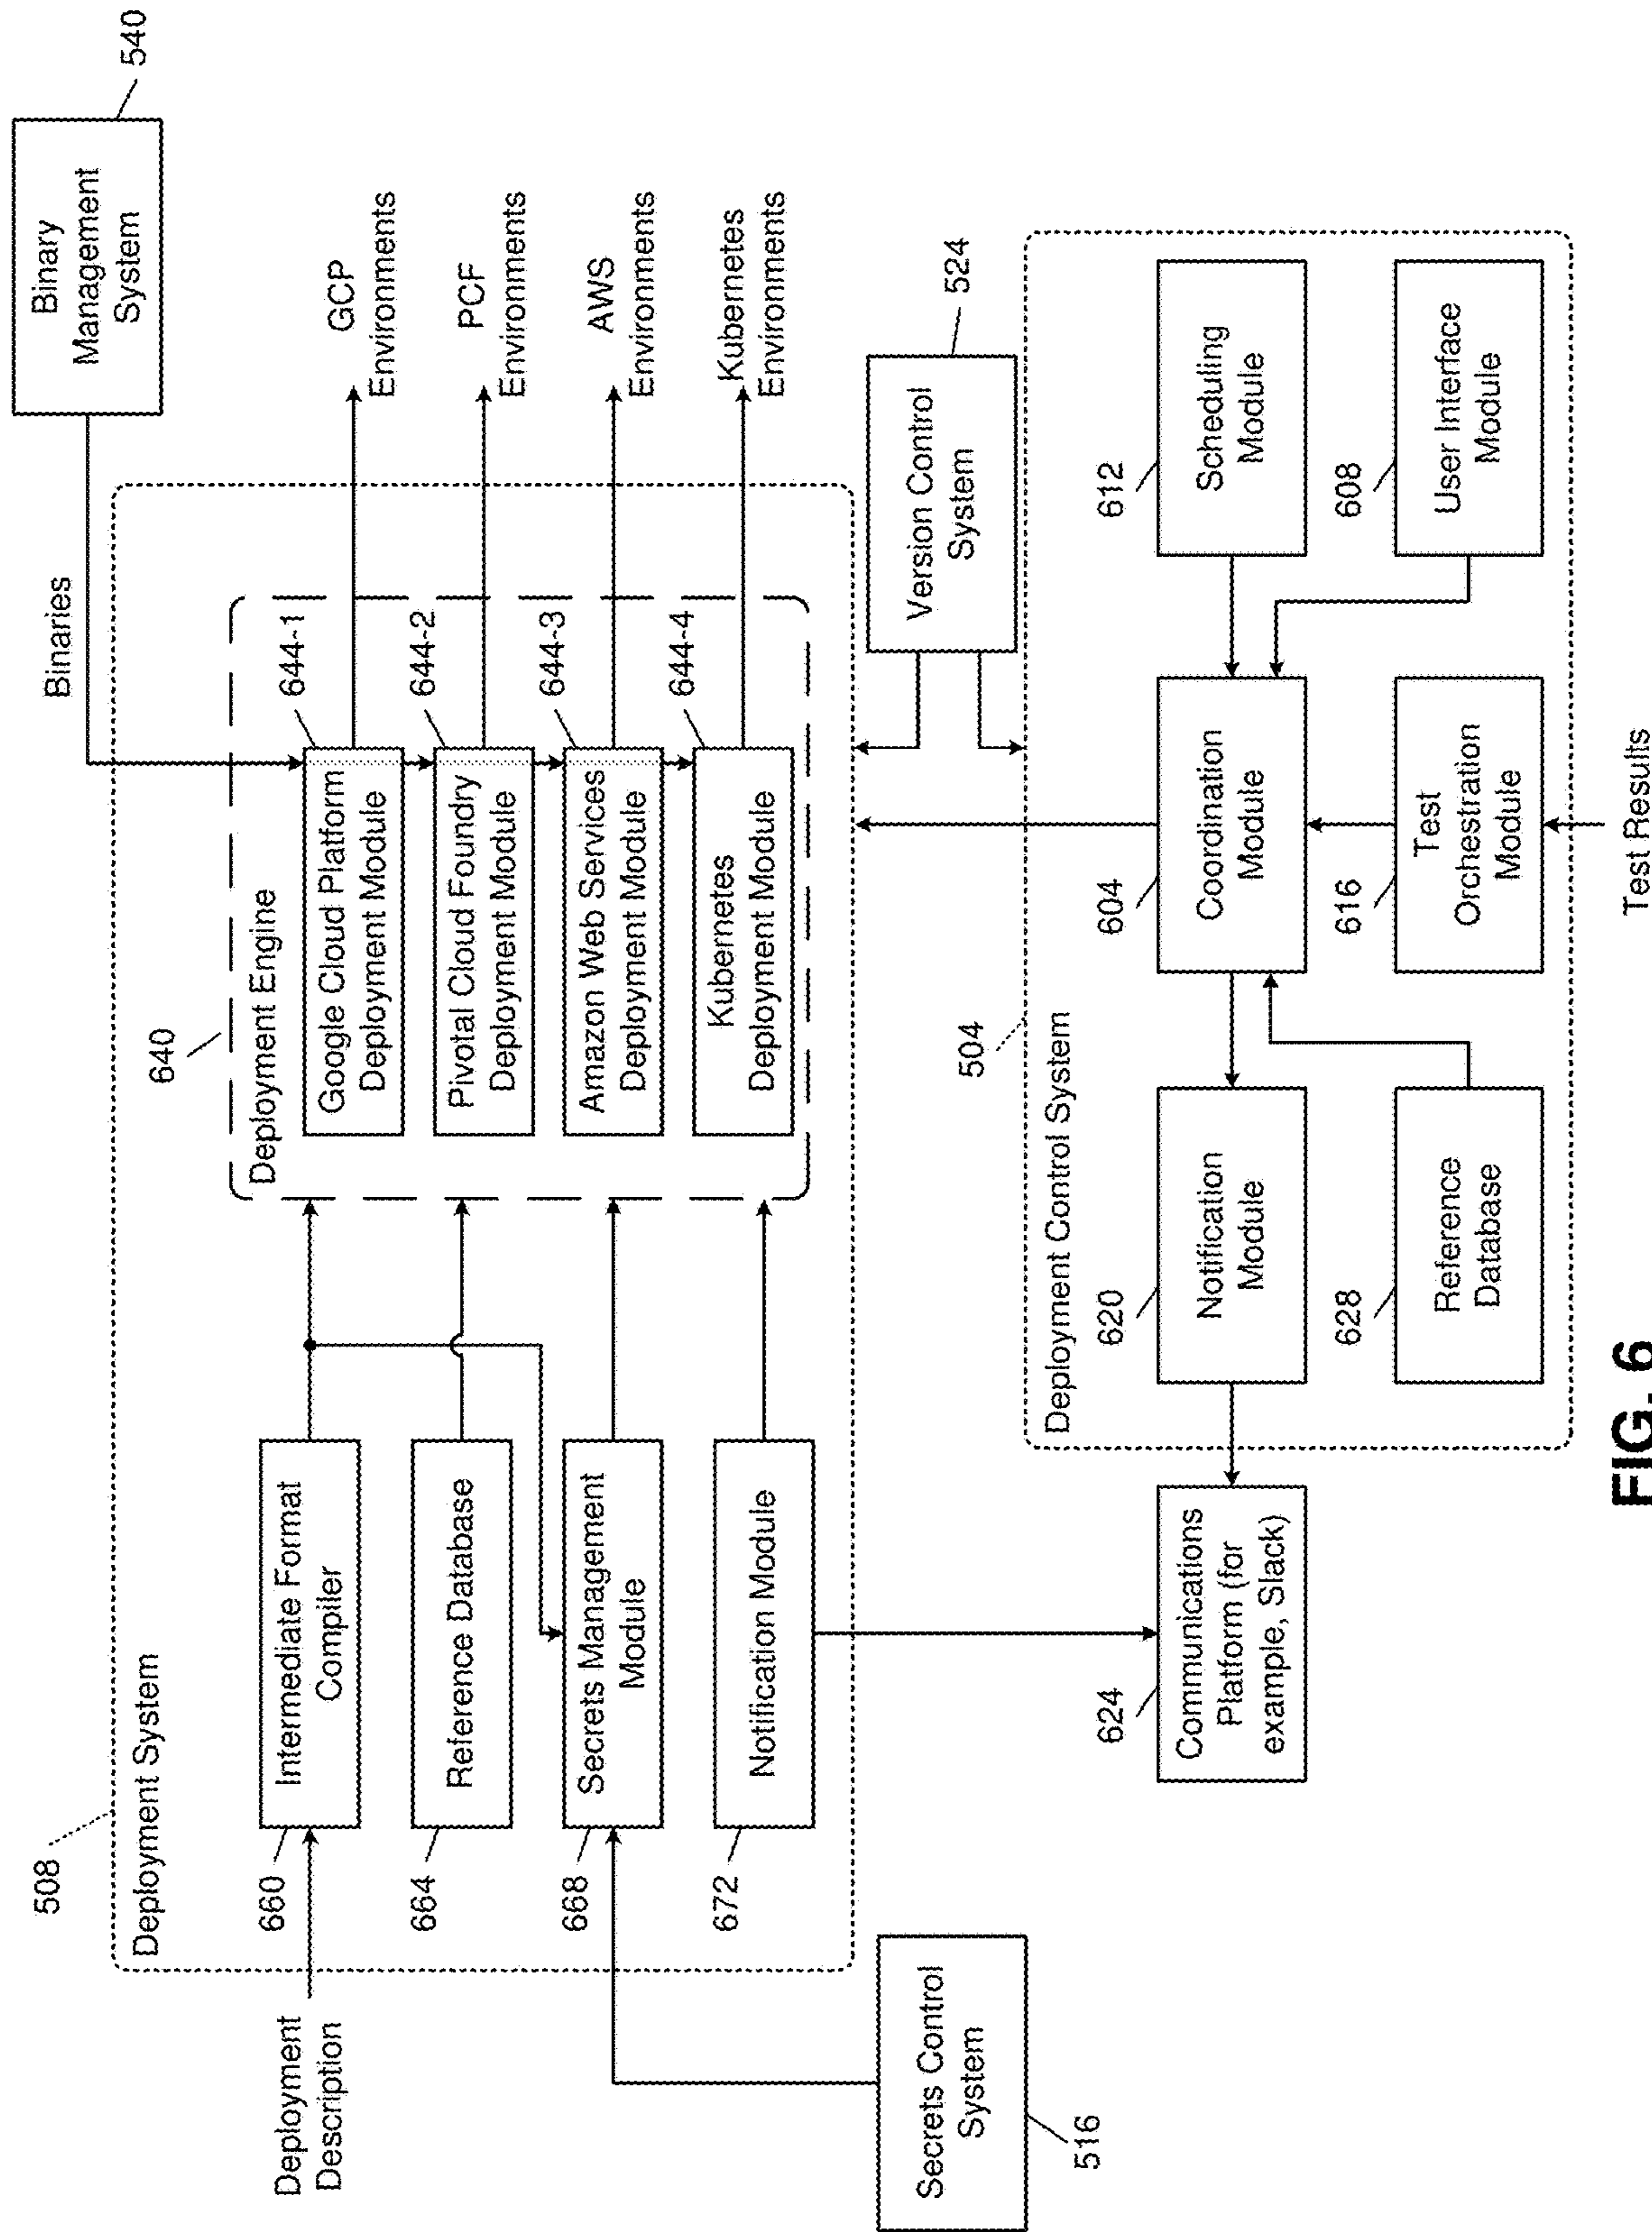 508
Deployment System
Deployment
Description
660
Intermediate Format
Compiler
664
Reference Database
668
Secrets Management
Module
672
Notification Module
Secrets Control
System
516
640
Deployment Engine
Google Cloud Platform
Deployment Module
644-1
Pivotal Cloud Foundry
Deployment Module
644-2
Amazon Web Services
Deployment Module
644-3
Kubernetes
Deployment Module
644-4
Binaries
Binary
Management
System
540
GCP
Environments
PCF
Environments
AWS
Environments
Kubernetes
Environments
Version Control
System
524
504
Deployment Control System
624
Communications
Platform (for
example, Slack)
620
Notification
Module
628
Reference
Database
604
Coordination
Module
616
Test
Orchestration
Module
612
Scheduling
Module
608
User Interface
Module
Test Results
FIG. 6